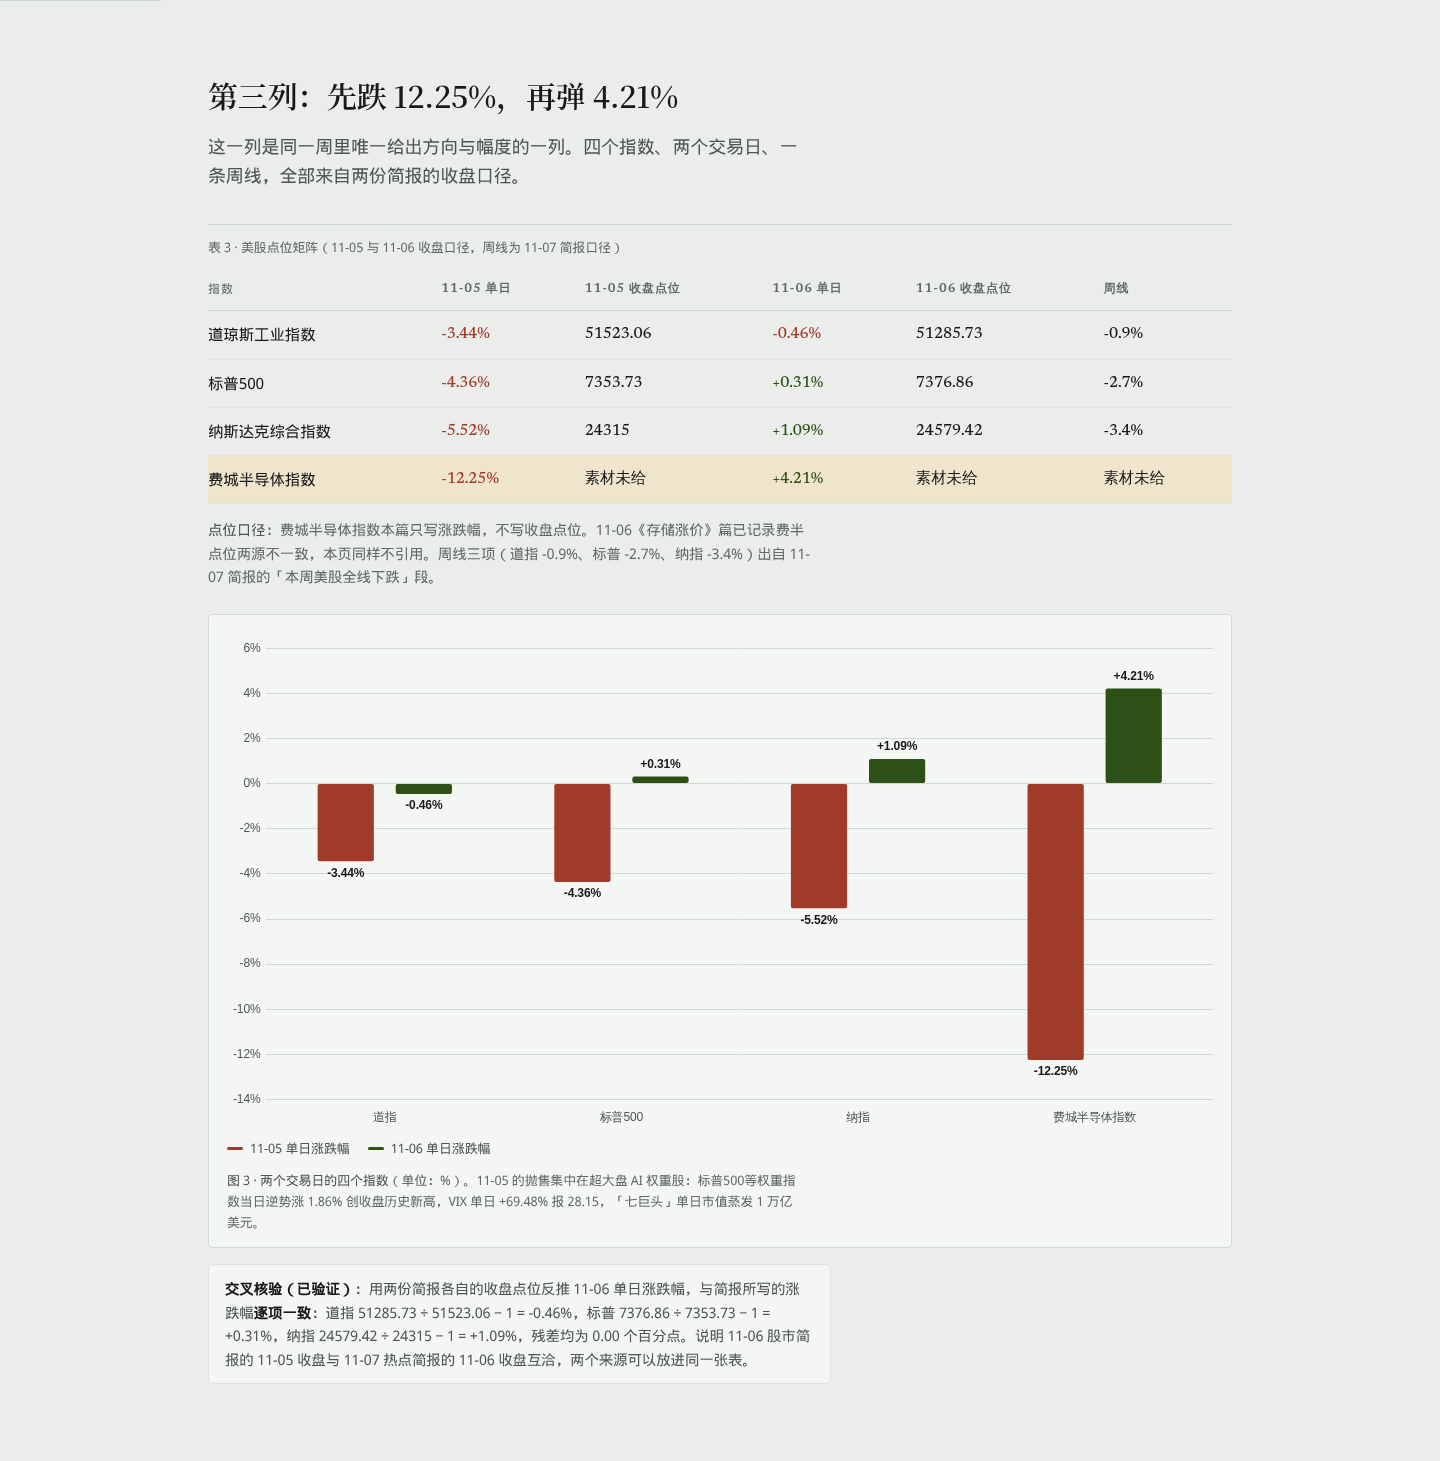 第三列：先跌 12.25%，再弹 4.21%
这一列是同一周里唯一给出方向与幅度的一列。四个指数、两个交易日、一
条周线，全部来自两份简报的收盘口径。
表 3 · 美股点位矩阵（11-05 与 11-06 收盘口径，周线为 11-07 简报口径）
指数 11-05 单日 11-05 收盘点位 11-06 单日 11-06 收盘点位 周线
道琼斯工业指数 -3.44% 51523.06 -0.46% 51285.73 -0.9%
标普500 -4.36% 7353.73 +0.31% 7376.86 -2.7%
纳斯达克综合指数 -5.52% 24315 +1.09% 24579.42 -3.4%
费城半导体指数 -12.25% 素材未给 +4.21% 素材未给 素材未给
点位口径：费城半导体指数本篇只写涨跌幅，不写收盘点位。11-06《存储涨价》篇已记录费半
点位两源不一致，本页同样不引用。周线三项（道指 -0.9%、标普 -2.7%、纳指 -3.4%）出自 11-
07 简报的「本周美股全线下跌」段。
6%
4%
2%
0%
-2%
-4%
-6%
-8%
-10%
-12%
-14%
-3.44%
-0.46%
-4.36%
+0.31%
-5.52%
+1.09%
-12.25%
+4.21%
道指 标普500 纳指 费城半导体指数
11-05 单日涨跌幅 11-06 单日涨跌幅
图 3 · 两个交易日的四个指数（单位：%）。11-05 的抛售集中在超大盘 AI 权重股：标普500等权重指
数当日逆势涨 1.86% 创收盘历史新高，VIX 单日 +69.48% 报 28.15，「七巨头」单日市值蒸发 1 万亿
美元。
交叉核验（已验证）：用两份简报各自的收盘点位反推 11-06 单日涨跌幅，与简报所写的涨
跌幅逐项一致：道指 51285.73 ÷ 51523.06 − 1 = -0.46%，标普 7376.86 ÷ 7353.73 − 1 =
+0.31%，纳指 24579.42 ÷ 24315 − 1 = +1.09%，残差均为 0.00 个百分点。说明 11-06 股市简
报的 11-05 收盘与 11-07 热点简报的 11-06 收盘互洽，两个来源可以放进同一张表。